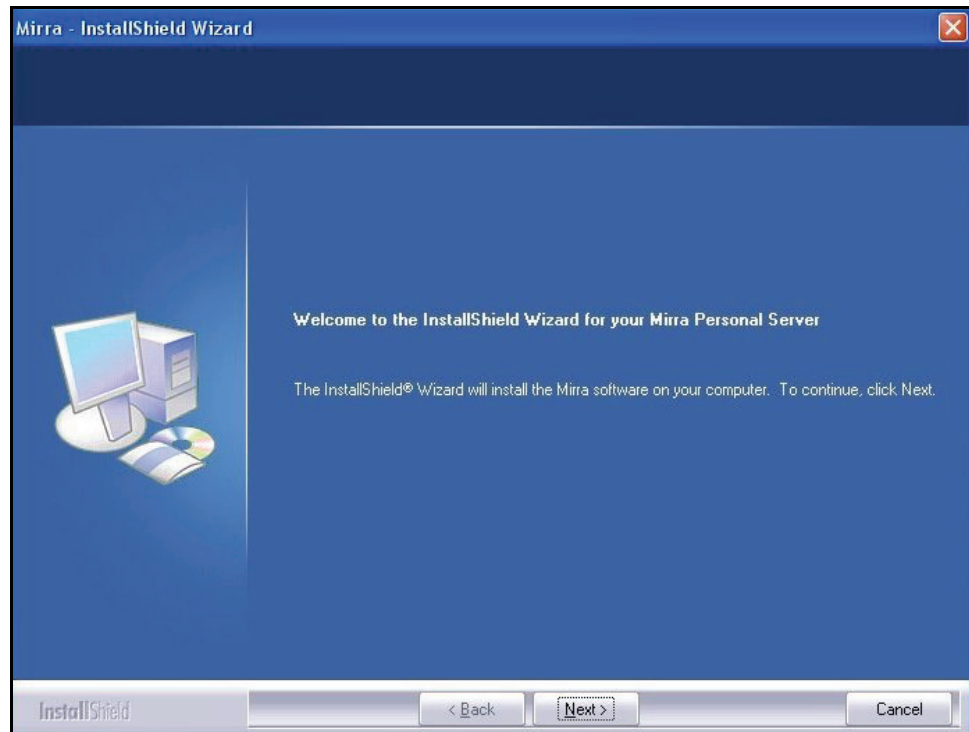 Mirra - InstallShield Wizard
Welcome to the InstallShield Wizard for your Mirra Personal Server
The InstallShield® Wizard will install the Mirra software on your computer. To continue, click Next.
InstallShield
< Back
Next >
Cancel